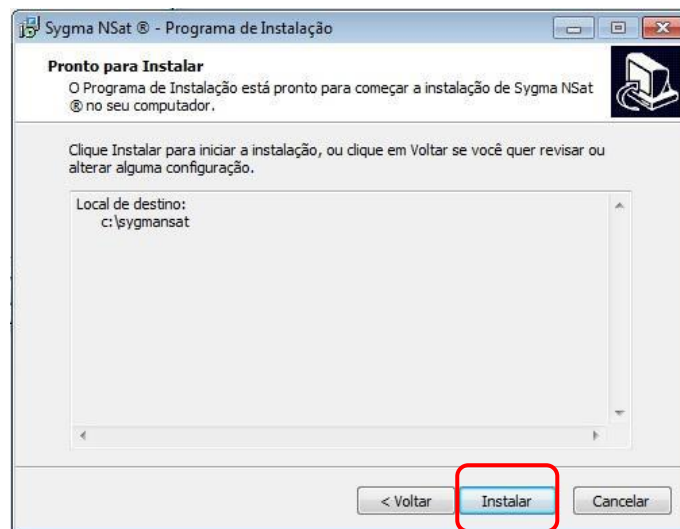 Sygma NSat ® - Programa de Instalação
Pronto para Instalar
O Programa de Instalação está pronto para começar a instalação de Sygma NSat
® no seu computador.
Clique Instalar para iniciar a instalação, ou clique em Voltar se você quer revisar ou
alterar alguma configuração.
Local de destino:
c:\sygmansat
< Voltar
Instalar
Cancelar